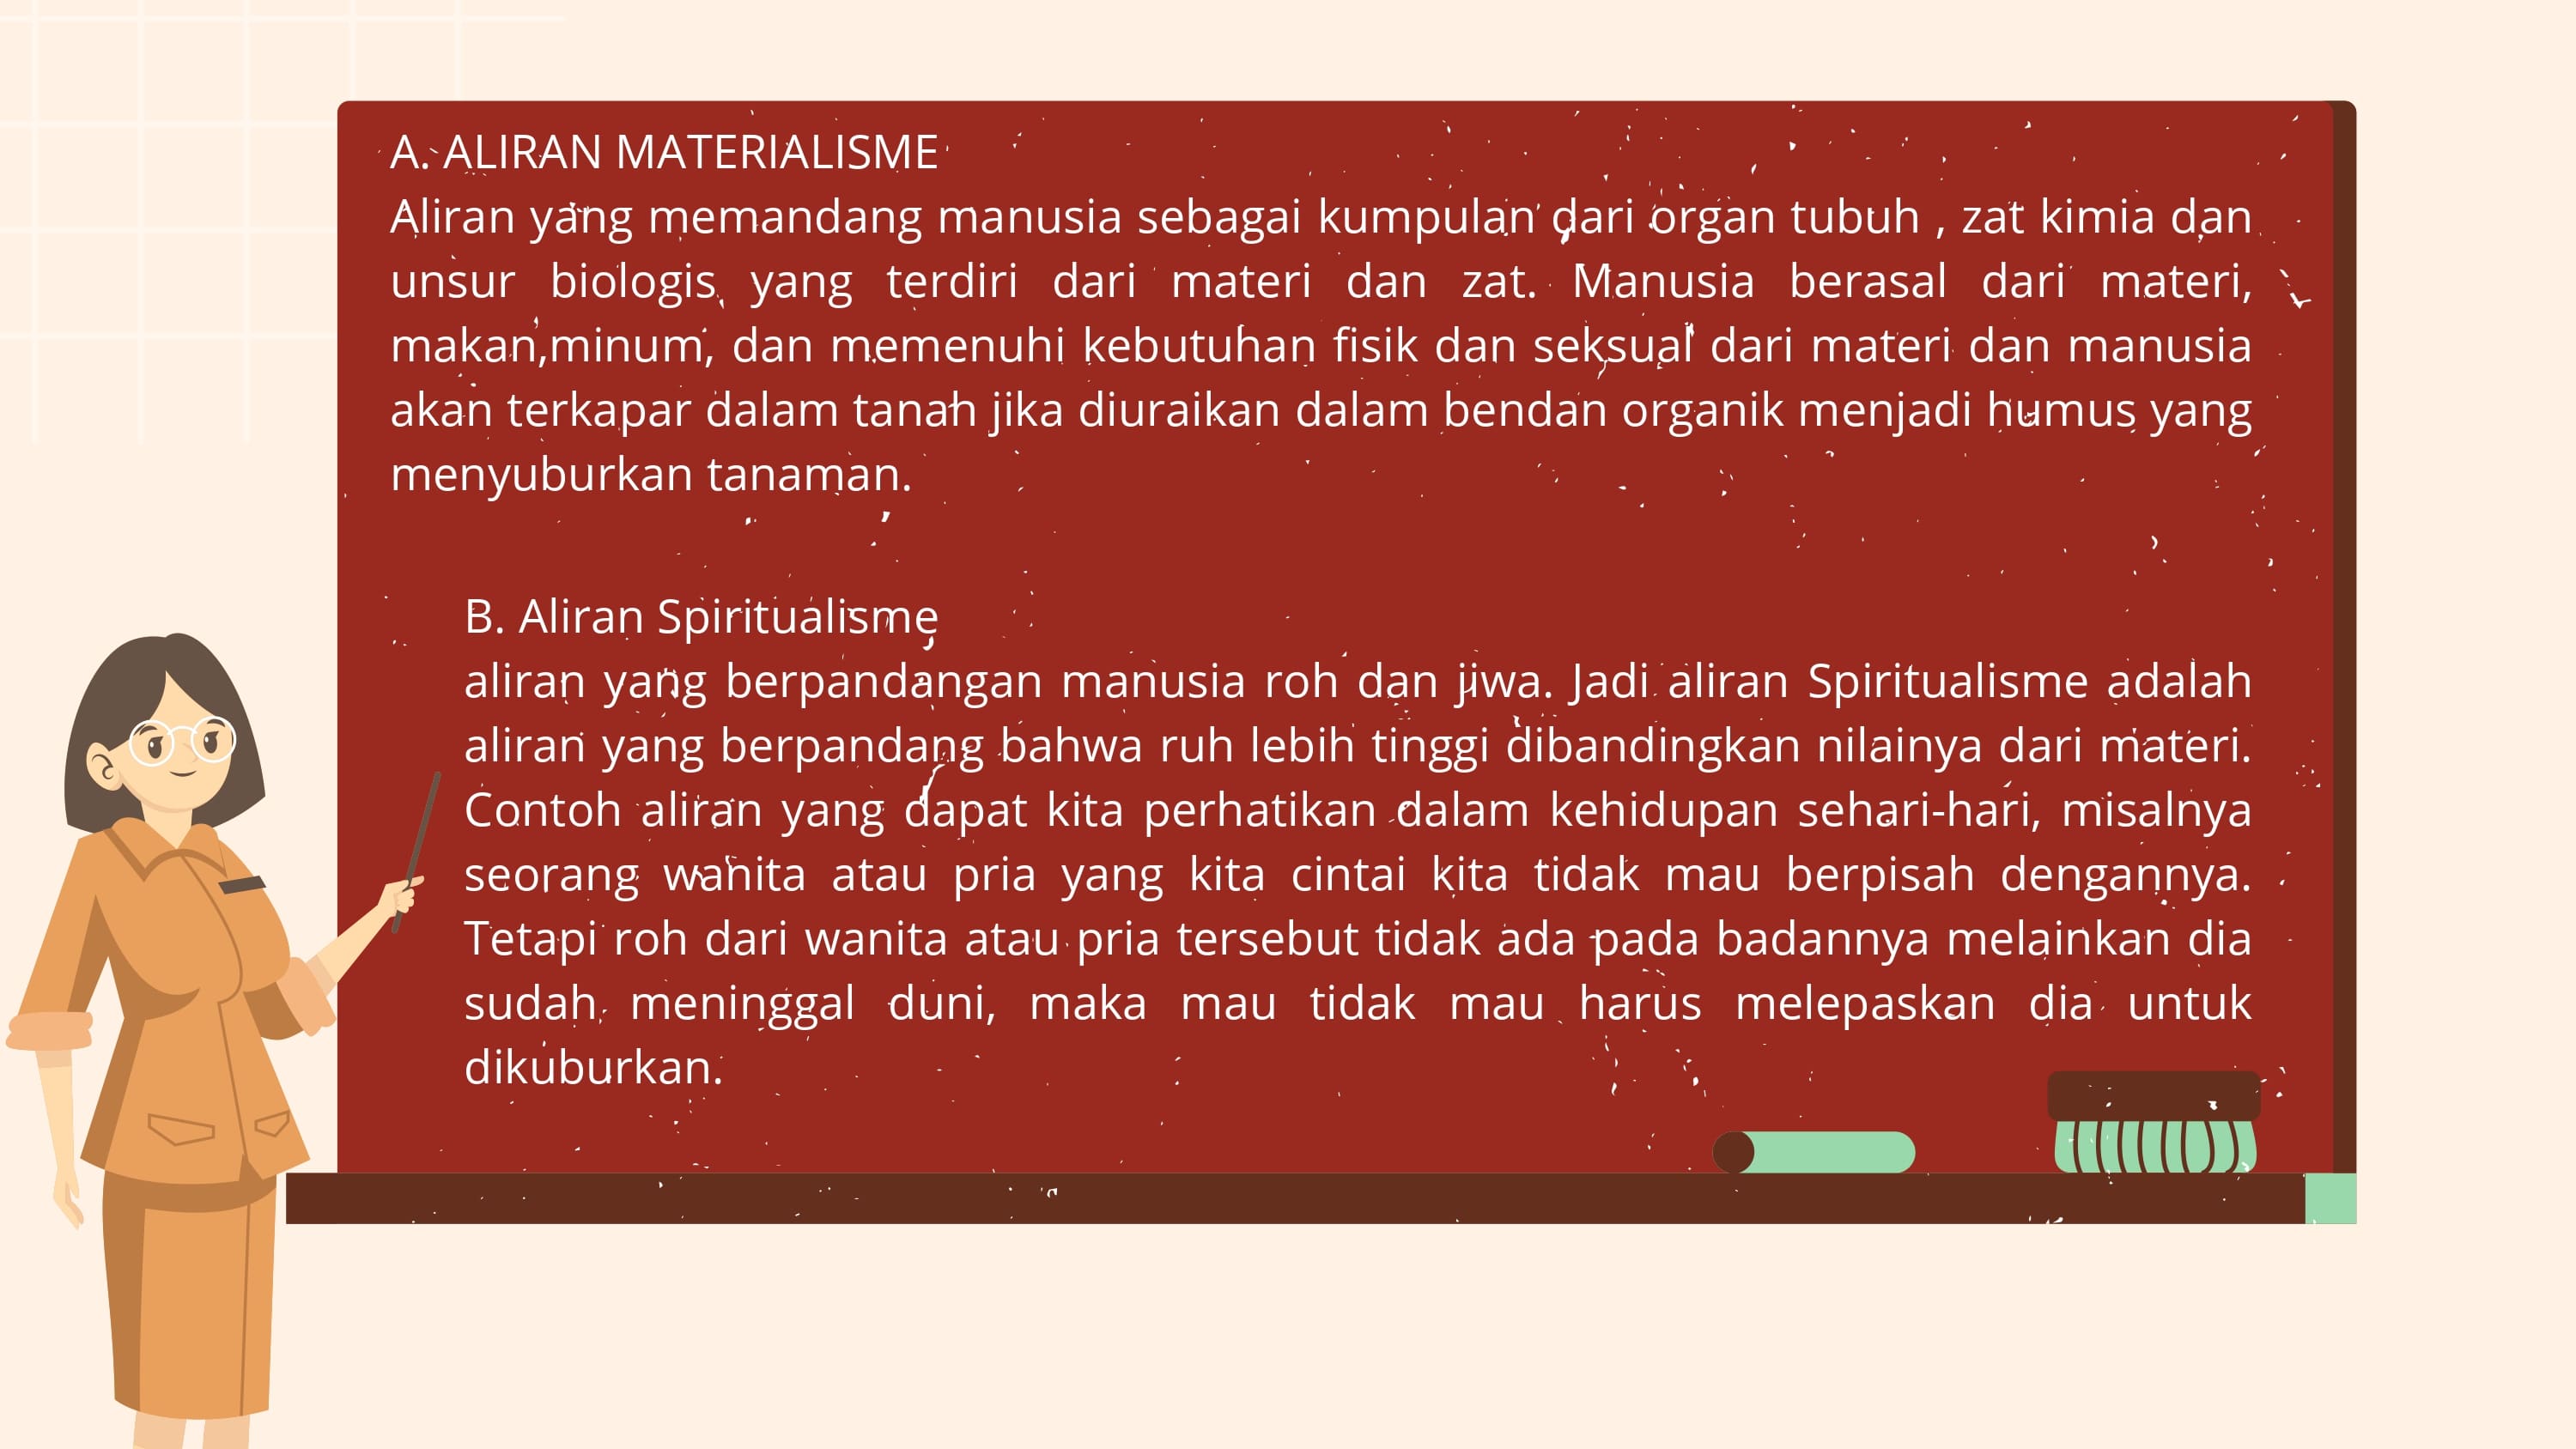 A. ALIRAN MATERIALISME
Aliran yang memandang manusia sebagai kumpulan dari organ tubuh , zat kimia dan
unsur biologis yang terdiri dari materi dan zat. Manusia berasal dari materi,
makan,minum, dan memenuhi kebutuhan fisik dan seksual dari materi dan manusia
akan terkapar dalam tanah jika diuraikan dalam bendan organik menjadi humus yang
menyuburkan tanaman.
B. Aliran Spiritualisme
aliran yang berpandangan manusia roh dan jiwa. Jadi aliran Spiritualisme adalah
aliran yang berpandang bahwa ruh lebih tinggi dibandingkan nilainya dari materi.
Contoh aliran yang dapat kita perhatikan dalam kehidupan sehari-hari, misalnya
seorang wanita atau pria yang kita cintai kita tidak mau berpisah dengannya.
Tetapi roh dari wanita atau pria tersebut tidak ada pada badannya melainkan dia
sudah meninggal duni, maka mau tidak mau harus melepaskan dia untuk
dikuburkan.